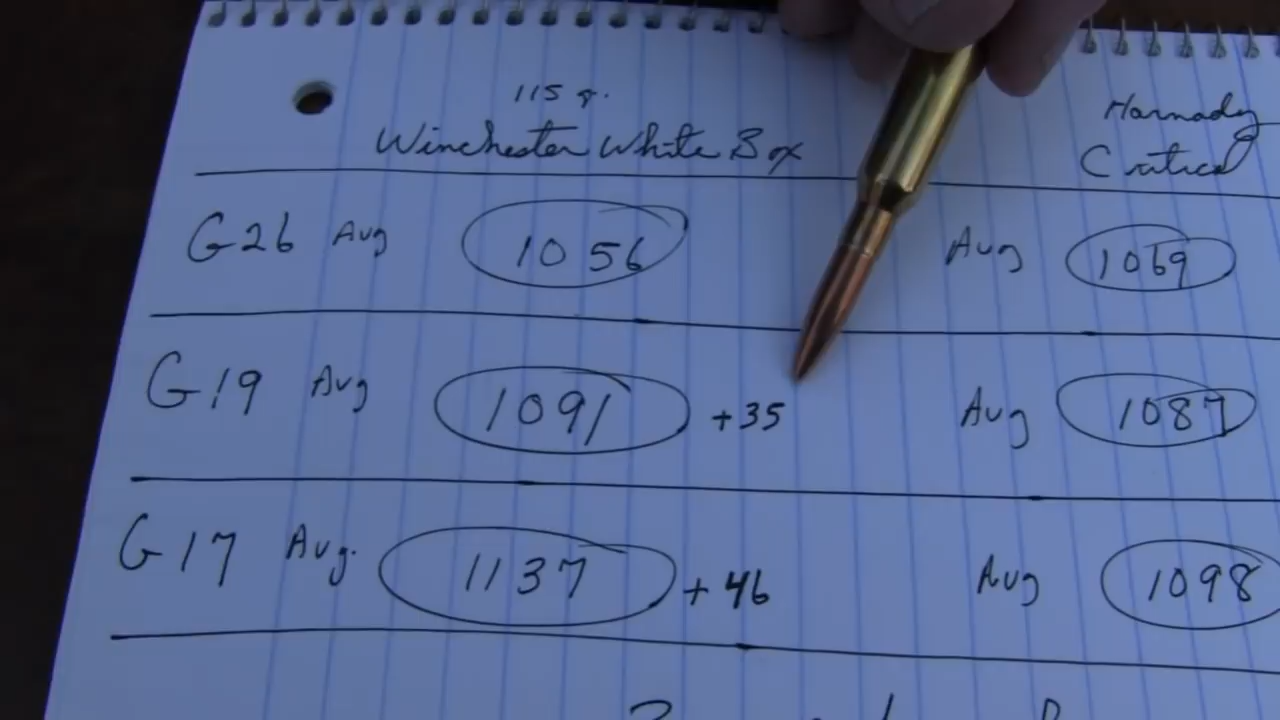 115 gr.
Winchester White Box
Hornady
Critical
G26 Avg 1056 Avg 1069
G19 Avg 1091 +35 Avg 1087
G17 Avg. 1137 +46 Avg 1098